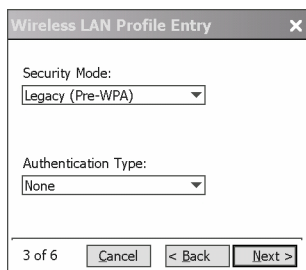 Wireless LAN Profile Entry
Security Mode:
Legacy (Pre-WPA)
Authentication Type:
None
3 of 6 Cancel < Back Next >